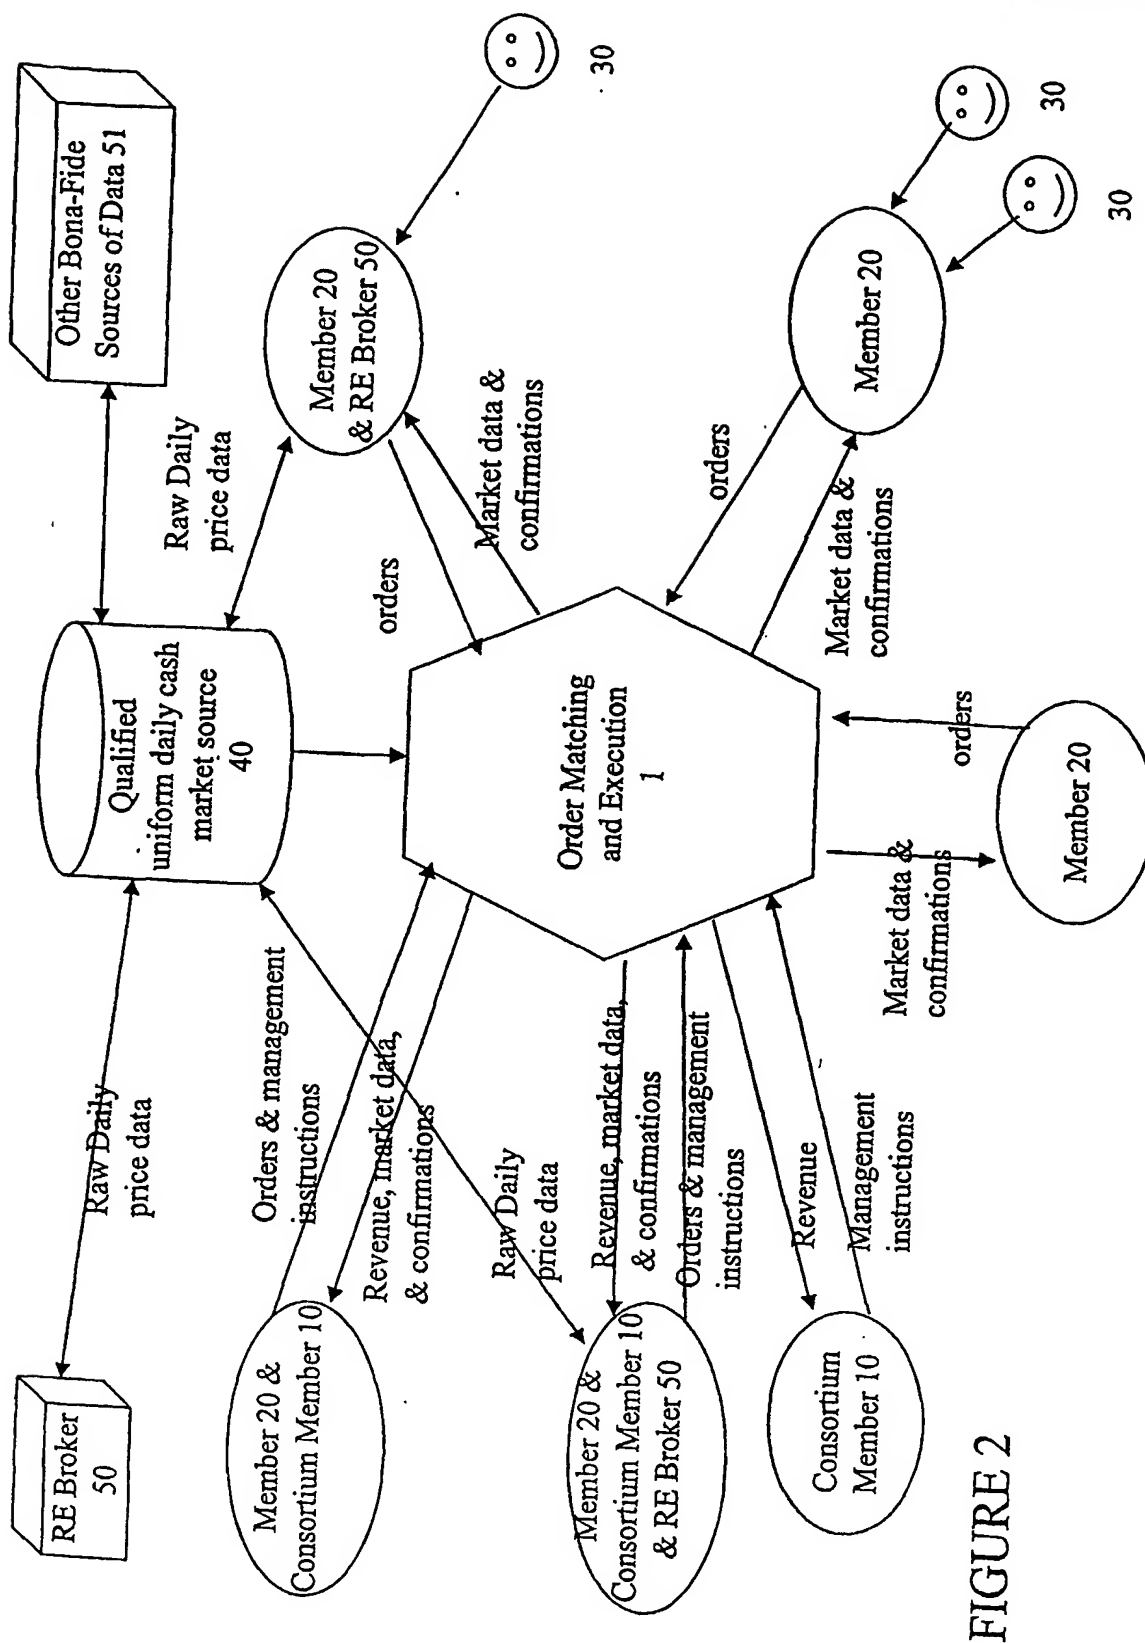 RE Broker
50
Raw Daily
price data
Qualified
uniform daily cash
market source
40
Other Bona-Fide
Sources of Data 51
Raw Daily
price data
Member 20 &
Consortium Member 10
Orders & management
instructions
Revenue, market data,
& confirmations
orders
Market data &
confirmations
Member 20
& RE Broker 50
30
Raw Daily
price data
Member 20 &
Consortium Member 10
& RE Broker 50
Revenue, market data,
& confirmations
Orders & management
instructions
Order Matching
and Execution
1
Consortium
Member 10
Revenue
Management
instructions
Market data &
confirmations
orders
Member 20
orders
Market data &
confirmations
Member 20
30
30
FIGURE 2